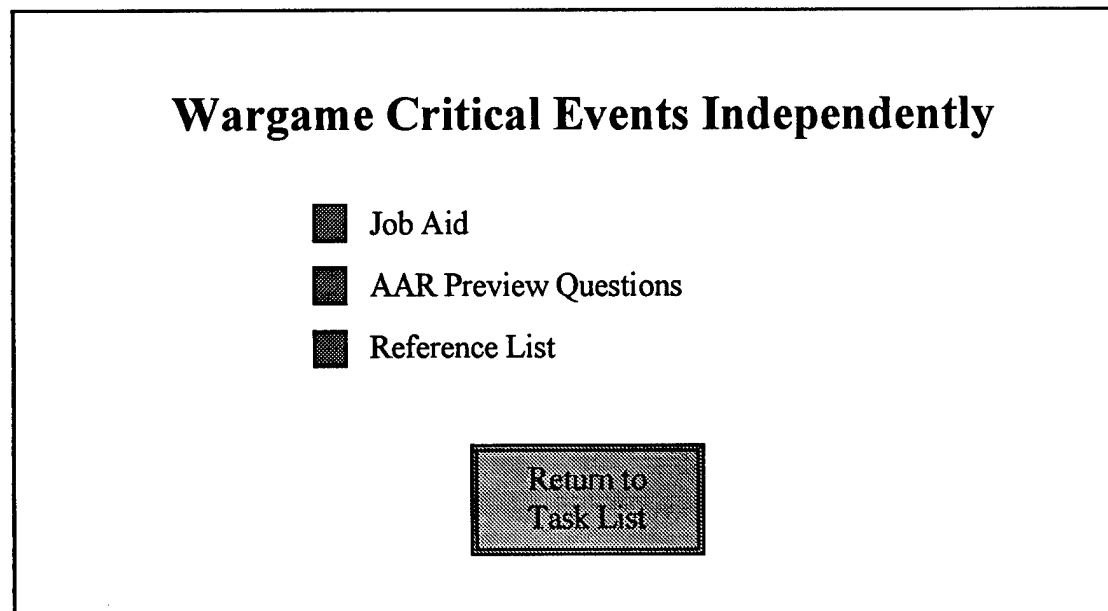 Wargame Critical Events Independently
Job Aid
AAR Preview Questions
Reference List
Return to
Task List